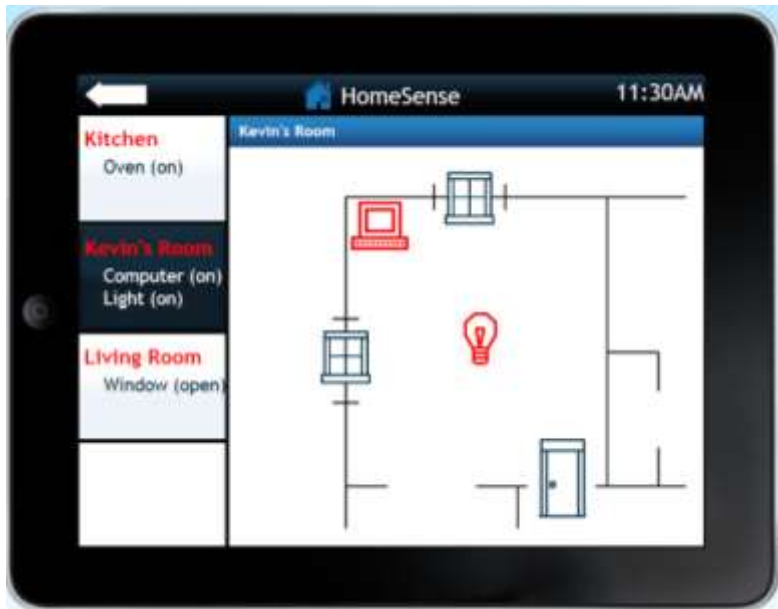 HomeSense
11:30AM
Kitchen
Oven (on)
Kevin's Room
Computer (on)
Light (on)
Living Room
Window (open)
Kevin's Room